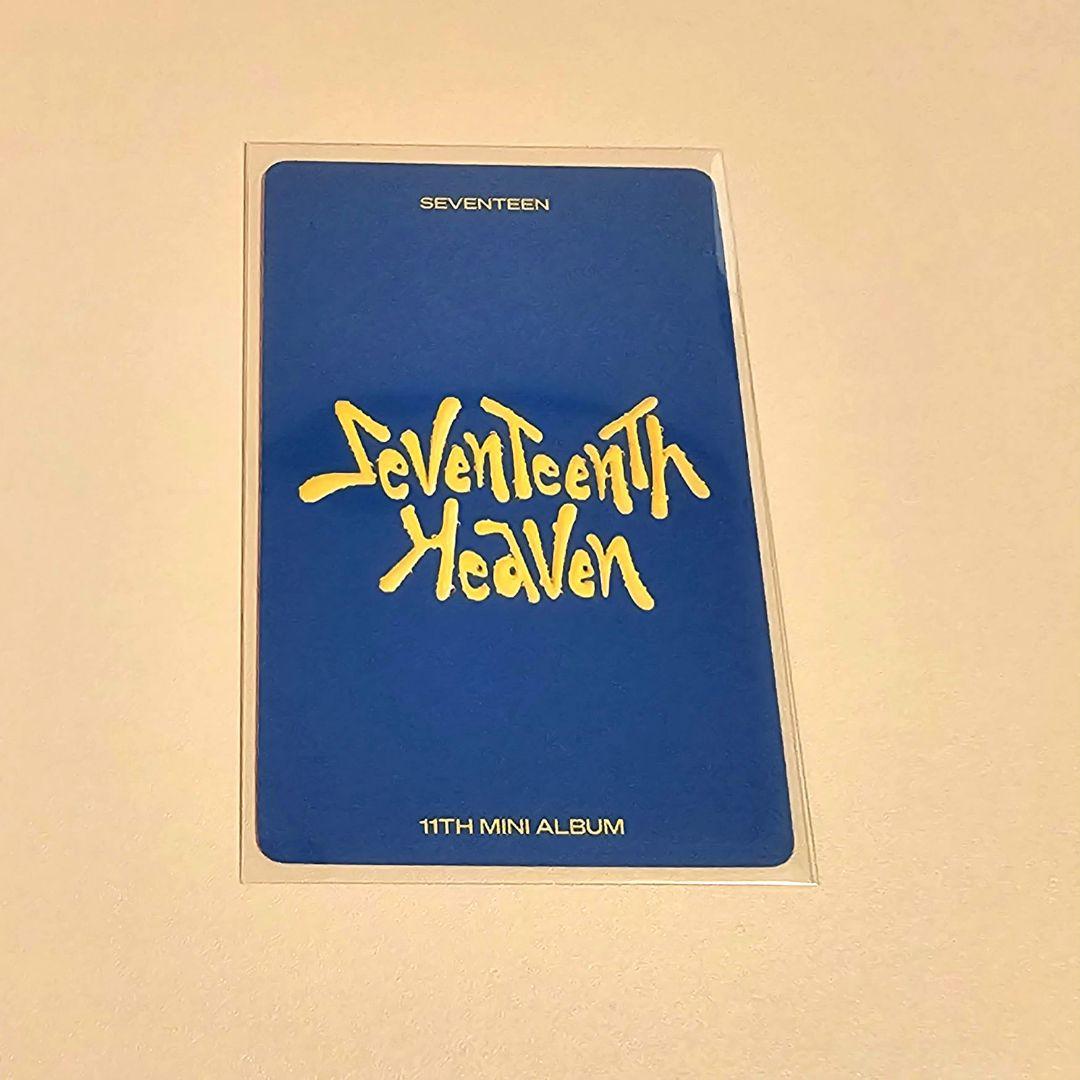 SEVENTEEN
SeVenTeenTh
Heaven
11TH MINI ALBUM